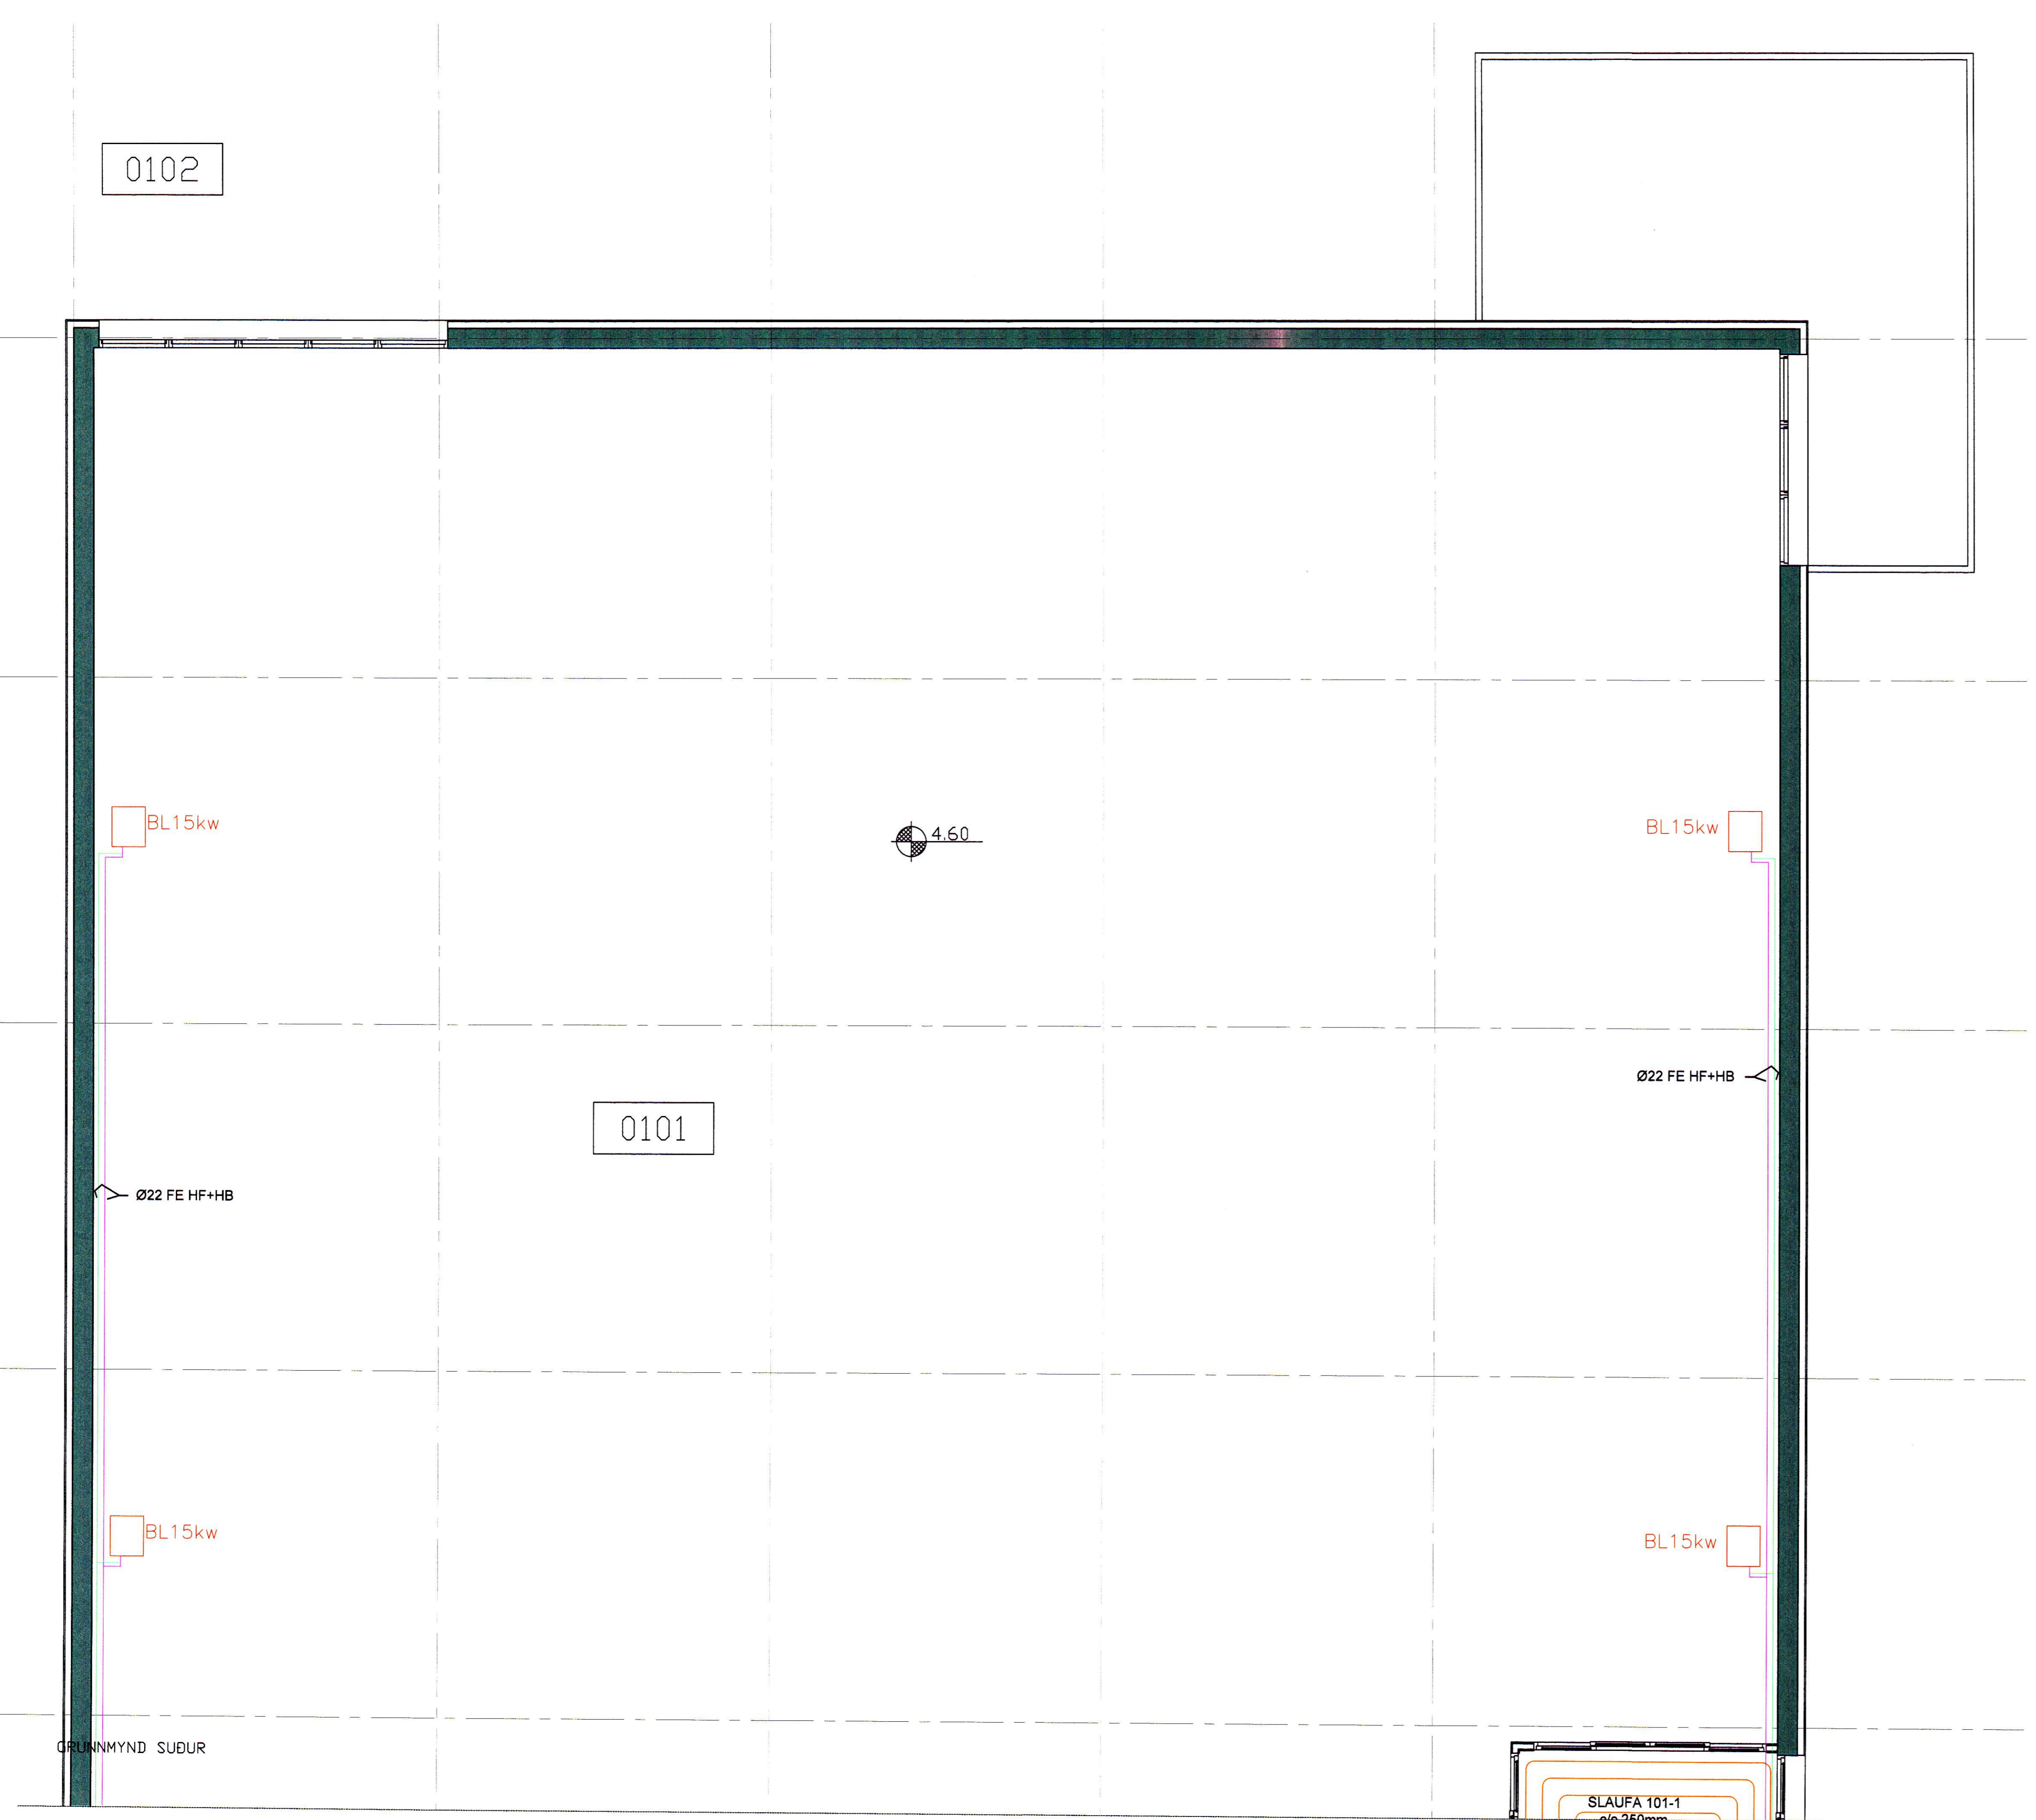 0102
BL15kw
BL15kw
4.60
Ø22 FE HF+HB
0101
Ø22 FE HF+HB
BL15kw
BL15kw
GRUNNMYND SUÐUR
SLAUFA 101-1
c/c 250mm